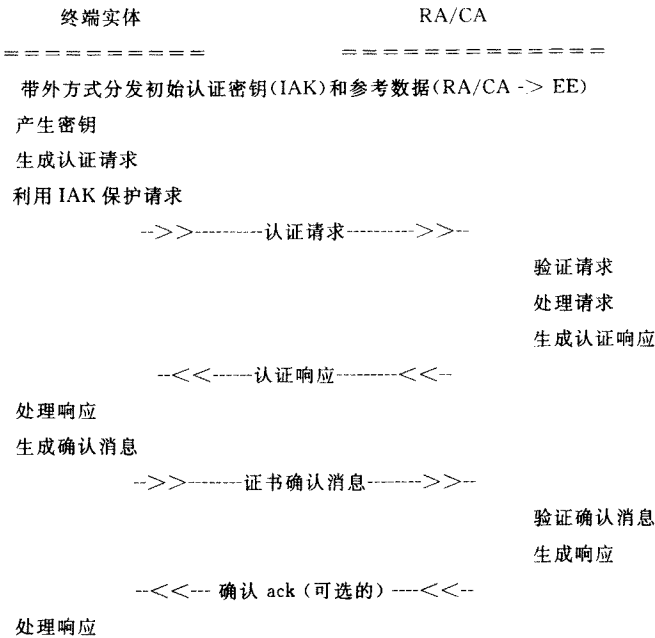 终端实体 RA/CA
========== =============
带外方式分发初始认证密钥(IAK)和参考数据(RA/CA -> EE)
产生密钥
生成认证请求
利用 IAK 保护请求
-->>----------认证请求---------->>--
验证请求
处理请求
生成认证响应
--<<------认证响应---------<<--
处理响应
生成确认消息
-->>--------证书确认消息-------->>--
验证确认消息
生成响应
--<<--- 确认 ack (可选的) ----<<--
处理响应